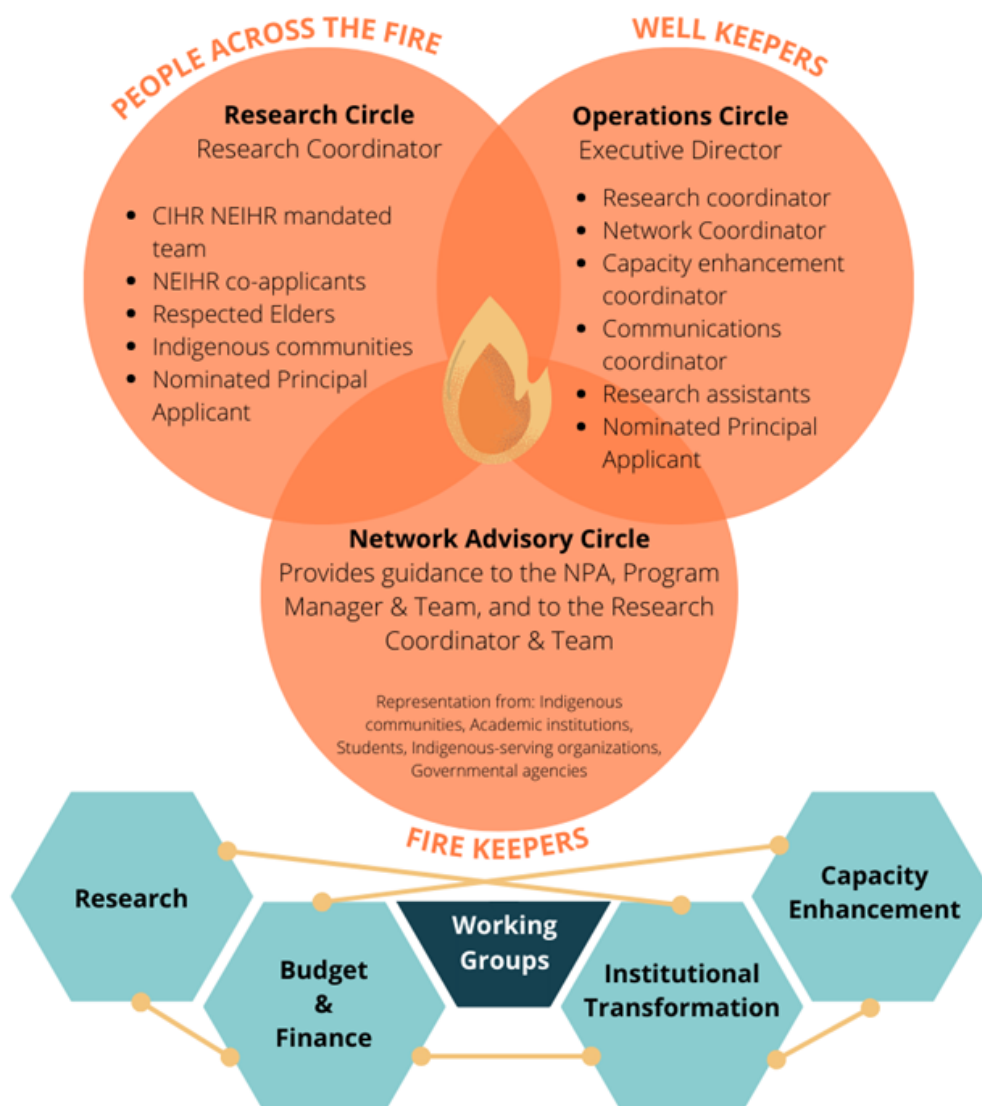 PEOPLE ACROSS THE FIRE
Research Circle
Research Coordinator
• CIHR NEIHR mandated
team
• NEIHR co-applicants
• Respected Elders
• Indigenous communities
• Nominated Principal
Applicant
WELL KEEPERS
Operations Circle
Executive Director
• Research coordinator
• Network Coordinator
• Capacity enhancement
coordinator
• Communications
coordinator
• Research assistants
• Nominated Principal
Applicant
Network Advisory Circle
Provides guidance to the NPA, Program
Manager & Team, and to the Research
Coordinator & Team
Representation from: Indigenous
communities, Academic institutions,
Students, Indigenous-serving organizations,
Governmental agencies
FIRE KEEPERS
Research
Budget
&
Finance
Working
Groups
Institutional
Transformation
Capacity
Enhancement